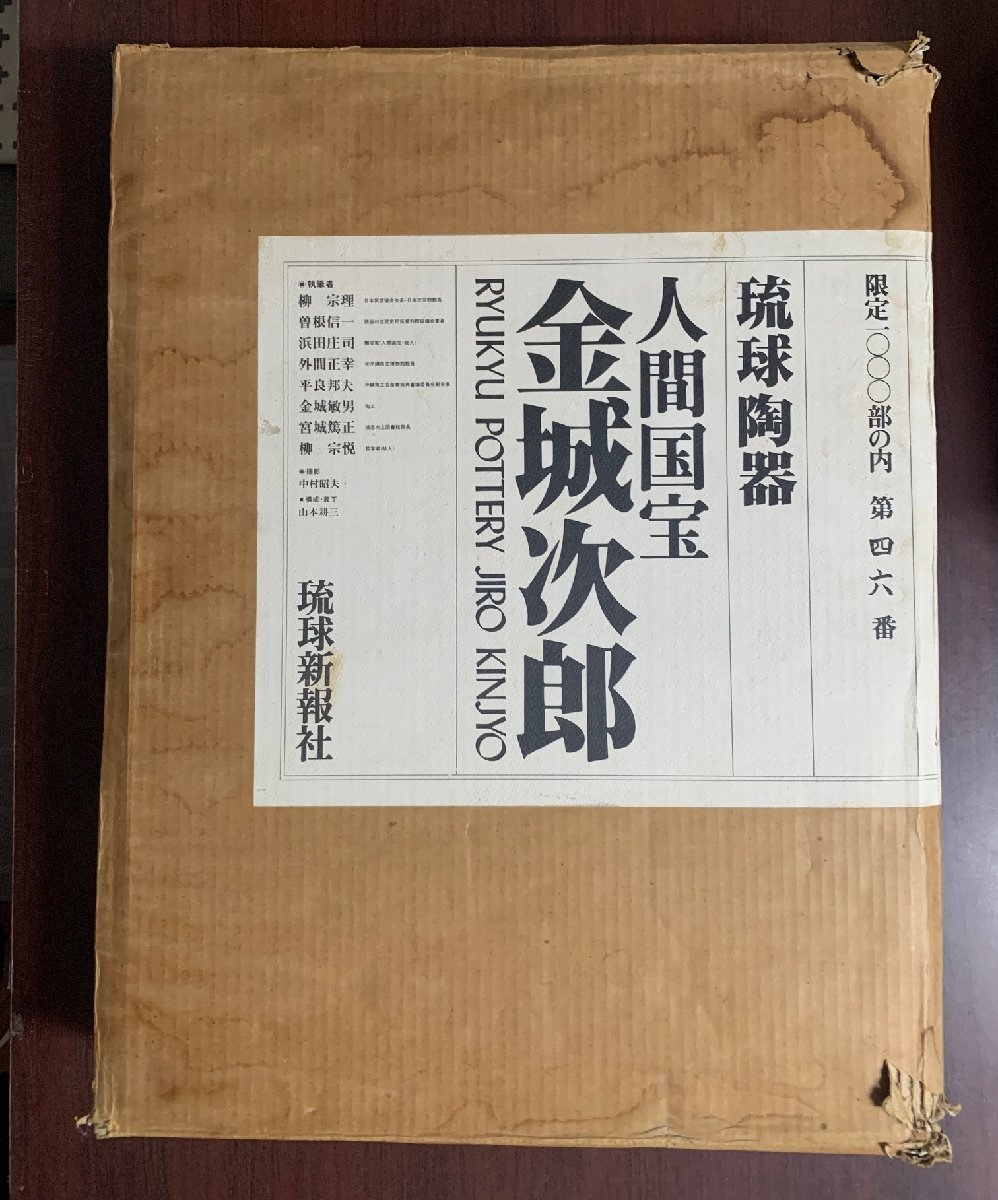 限定一〇〇〇部の内 第四六番
琉球陶器
人間国宝
金城次郎
RYUKYU POTTERY JIRO KINJYO
■執筆者
柳 宗理
曽根信一
浜田庄司
外間正幸
平良邦夫
金城敏男 陶工
宮城篤正
柳 宗悦
■撮影
中村昭夫
■構成・装丁
山本耕三
琉球新報社